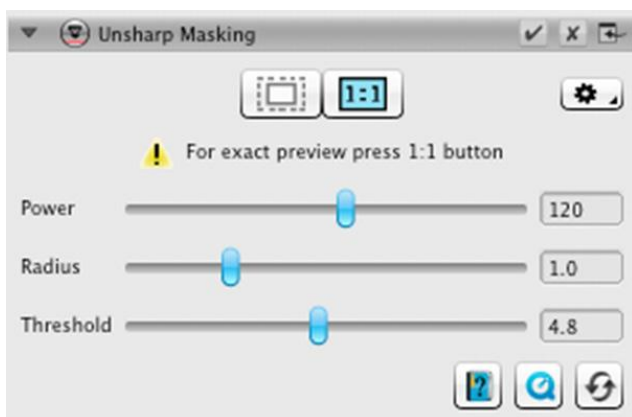 Unsharp Masking
1:1
For exact preview press 1:1 button
Power 120
Radius 1.0
Threshold 4.8
?